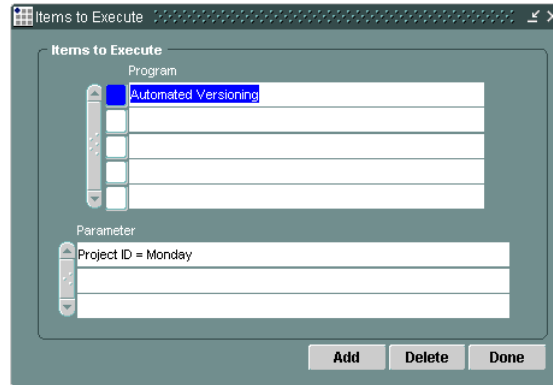 Items to Execute
Items to Execute
Program
Automated Versioning
Parameter
Project ID = Monday
Add Delete Done